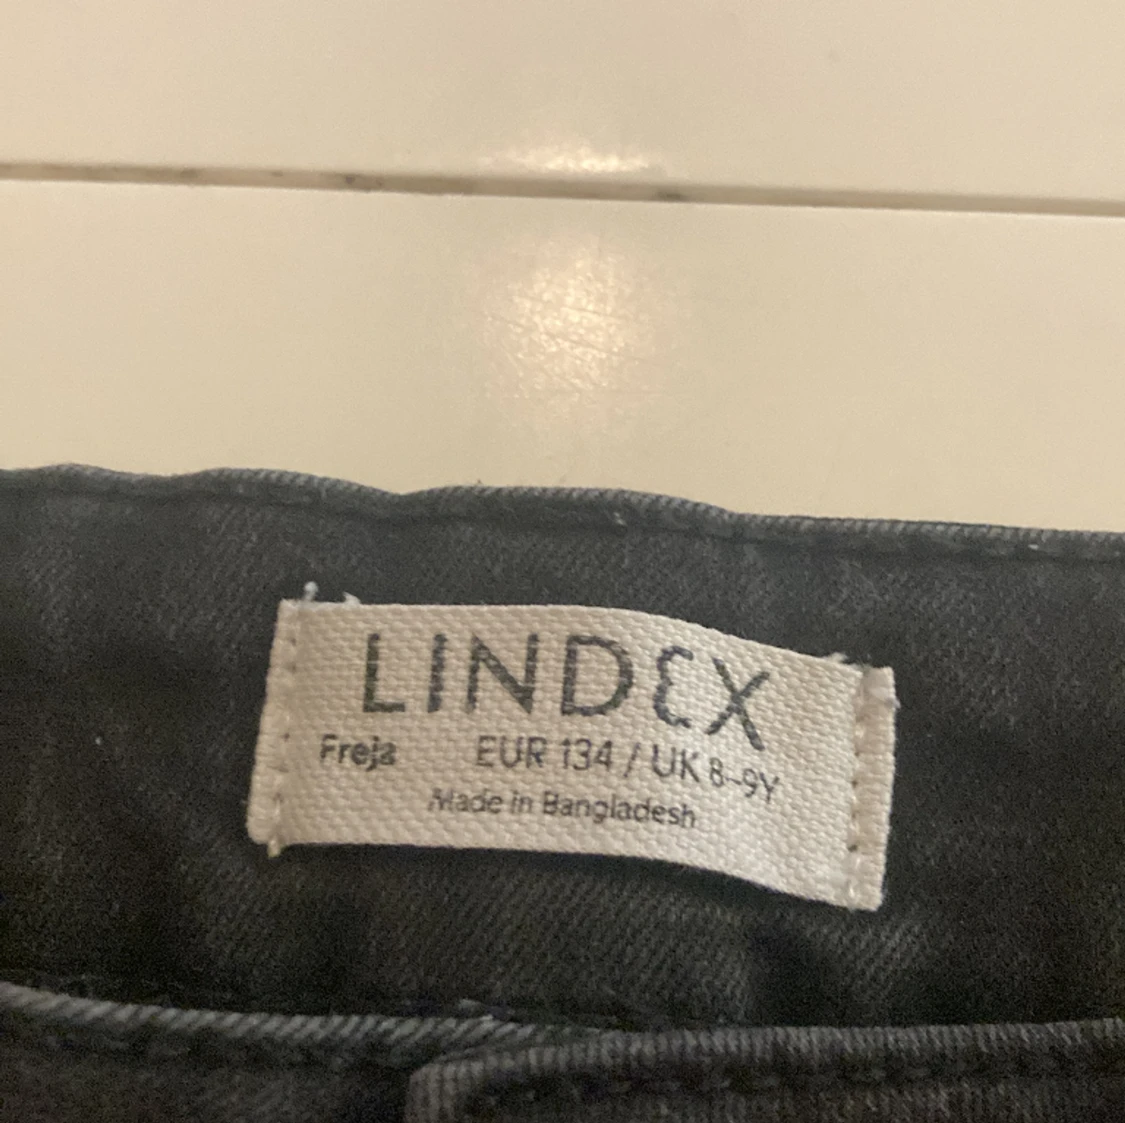 LINDEX
Freja EUR 134 / UK 8-9Y
Made in Bangladesh